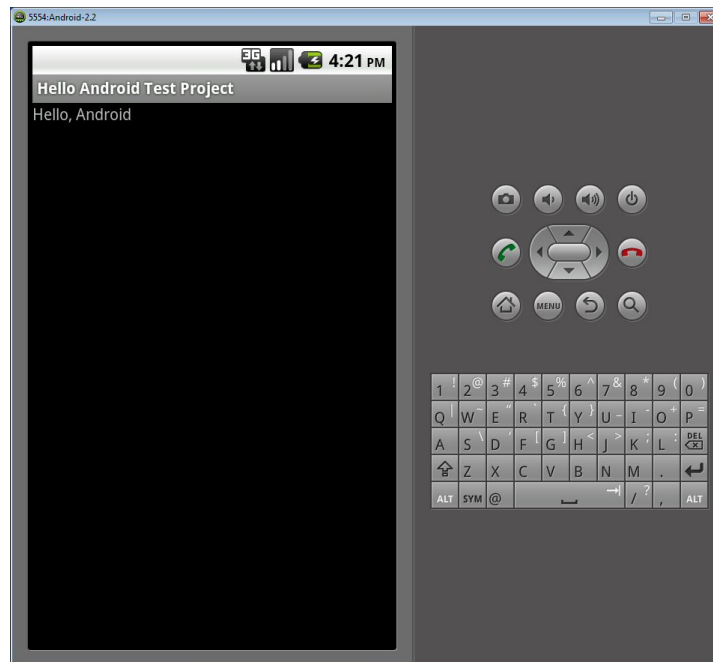 5554:Android-2.2
3G 4:21 PM
Hello Android Test Project
Hello, Android
MENU
1 ! 2 @ 3 # 4 $ 5 % 6 ^ 7 & 8 * 9 ( 0 )
Q | W ~ E " R ` T { Y } U _ I - O + P =
A S \ D ' F [ G ] H < J > K ; L : DEL
Z X C V B N M .
ALT SYM @ / ? , ALT